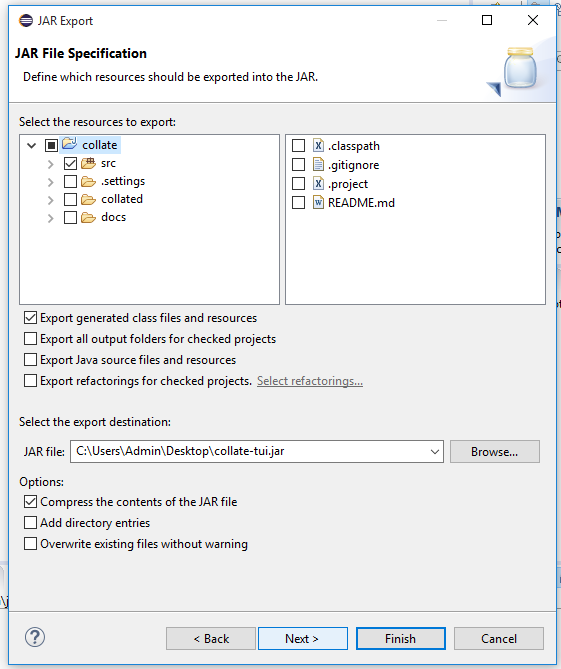 JAR Export
JAR File Specification
Define which resources should be exported into the JAR.
Select the resources to export:
collate
src
.settings
collated
docs
.classpath
.gitignore
.project
README.md
Export generated class files and resources
Export all output folders for checked projects
Export Java source files and resources
Export refactorings for checked projects. Select refactorings...
Select the export destination:
JAR file: C:\Users\Admin\Desktop\collate-tui.jar Browse...
Options:
Compress the contents of the JAR file
Add directory entries
Overwrite existing files without warning
? < Back Next > Finish Cancel